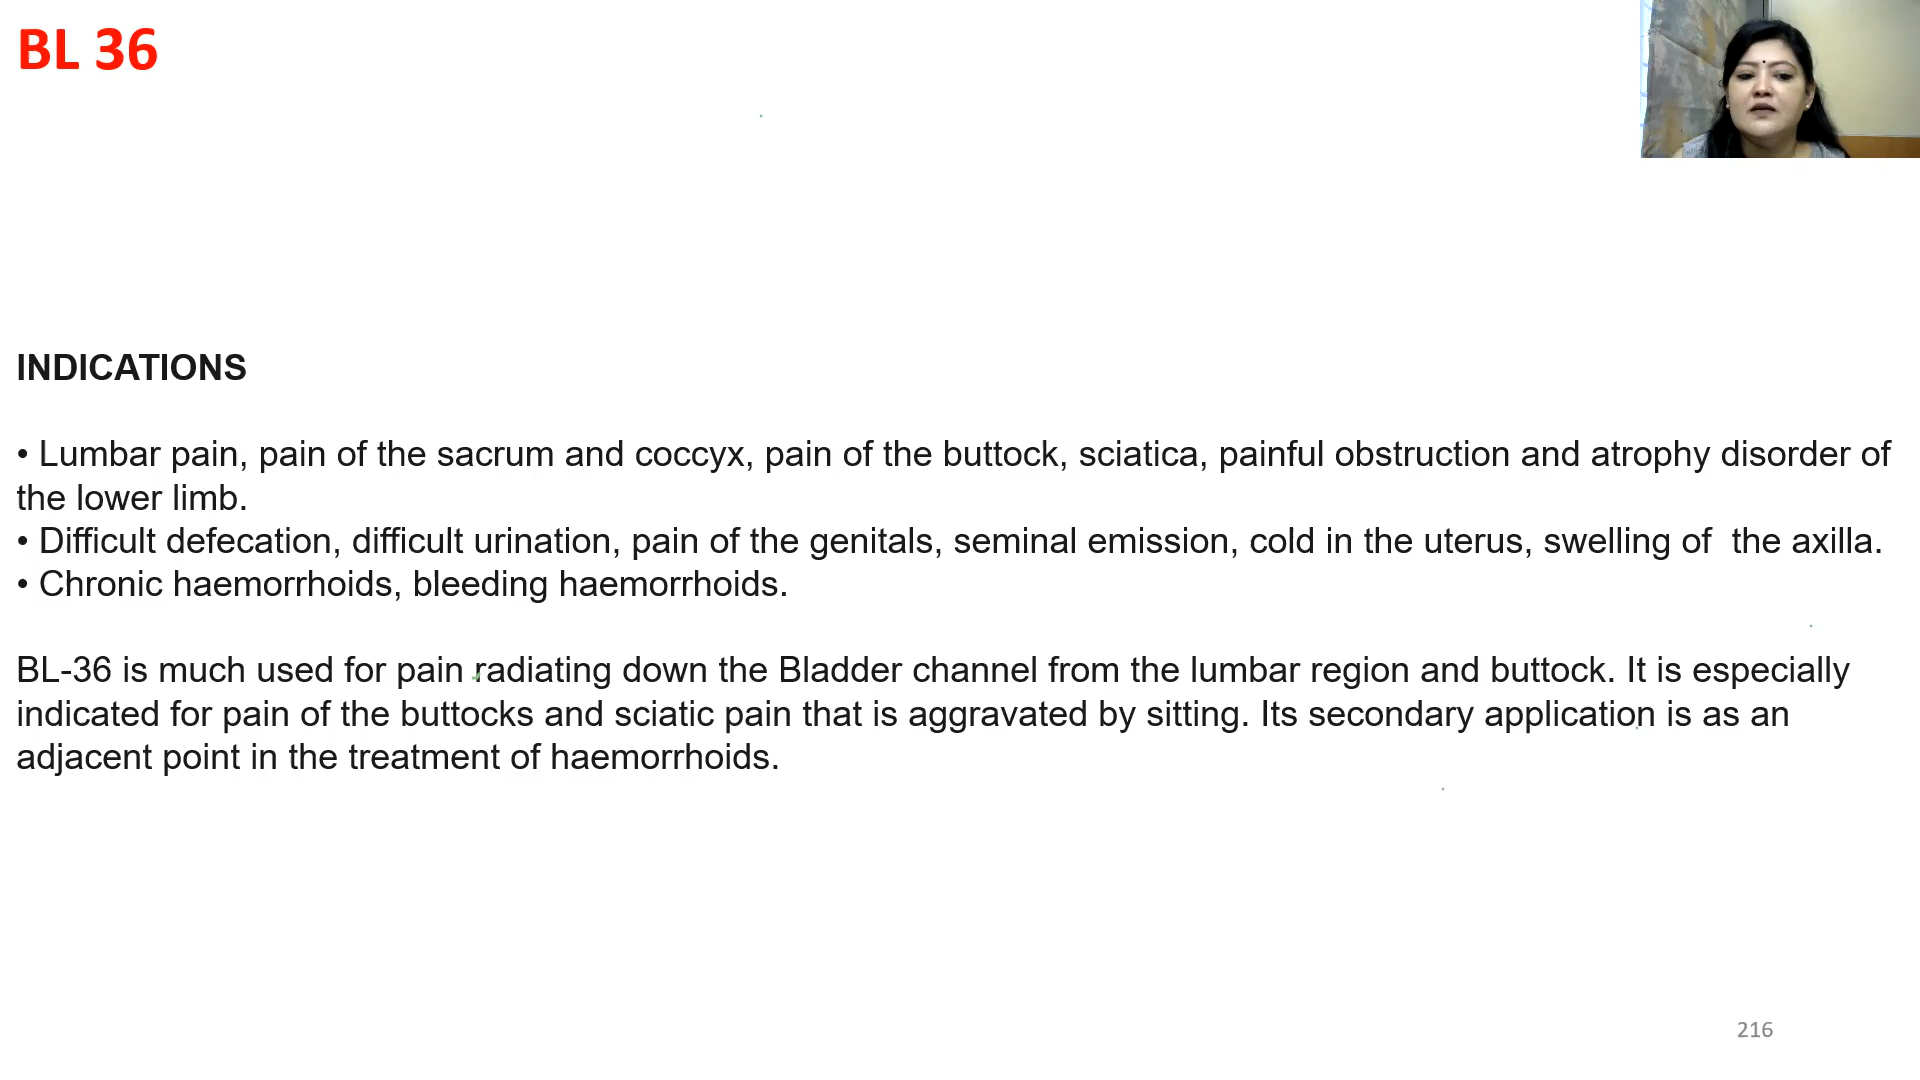 BL 36
INDICATIONS
• Lumbar pain, pain of the sacrum and coccyx, pain of the buttock, sciatica, painful obstruction and atrophy disorder of
the lower limb.
• Difficult defecation, difficult urination, pain of the genitals, seminal emission, cold in the uterus, swelling of  the axilla.
• Chronic haemorrhoids, bleeding haemorrhoids.
BL-36 is much used for pain radiating down the Bladder channel from the lumbar region and buttock. It is especially
indicated for pain of the buttocks and sciatic pain that is aggravated by sitting. Its secondary application is as an
adjacent point in the treatment of haemorrhoids.
216